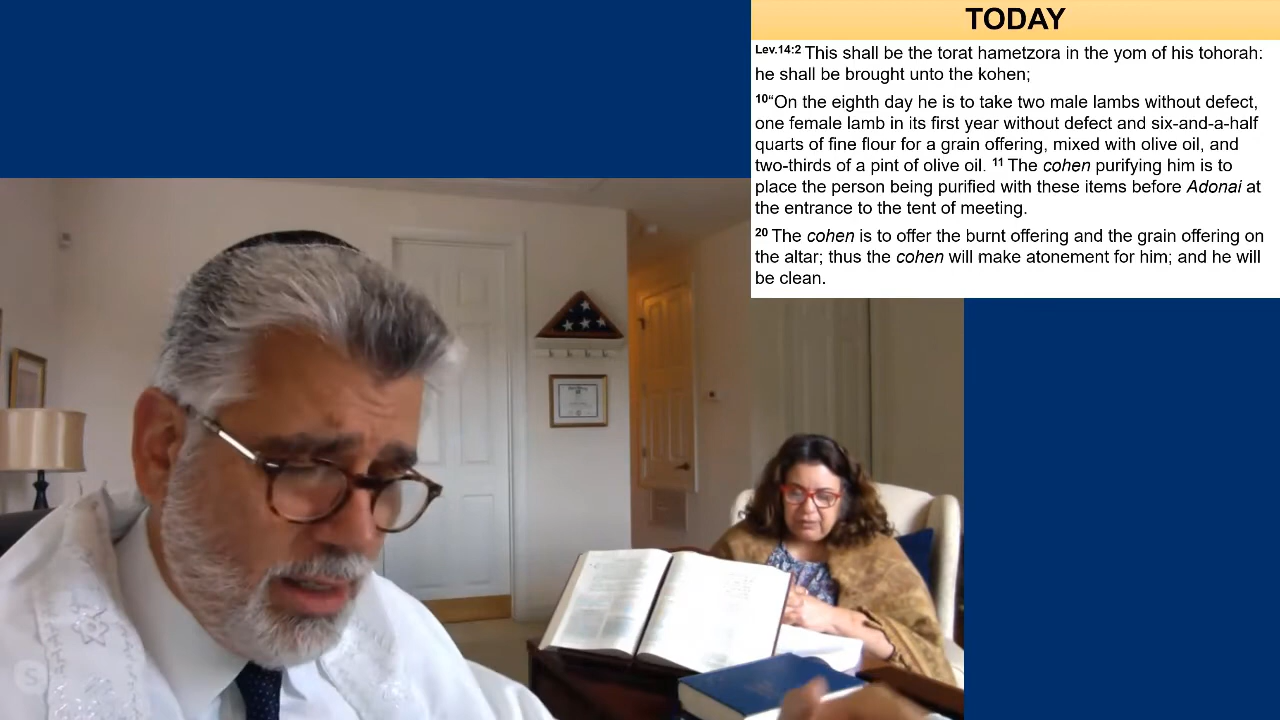 TODAY
Lev.14:2 This shall be the torat hametzora in the yom of his tohorah:
he shall be brought unto the kohen;
10“On the eighth day he is to take two male lambs without defect,
one female lamb in its first year without defect and six-and-a-half
quarts of fine flour for a grain offering, mixed with olive oil, and
two-thirds of a pint of olive oil. 11 The cohen purifying him is to
place the person being purified with these items before Adonai at
the entrance to the tent of meeting.
20 The cohen is to offer the burnt offering and the grain offering on
the altar; thus the cohen will make atonement for him; and he will
be clean.
S